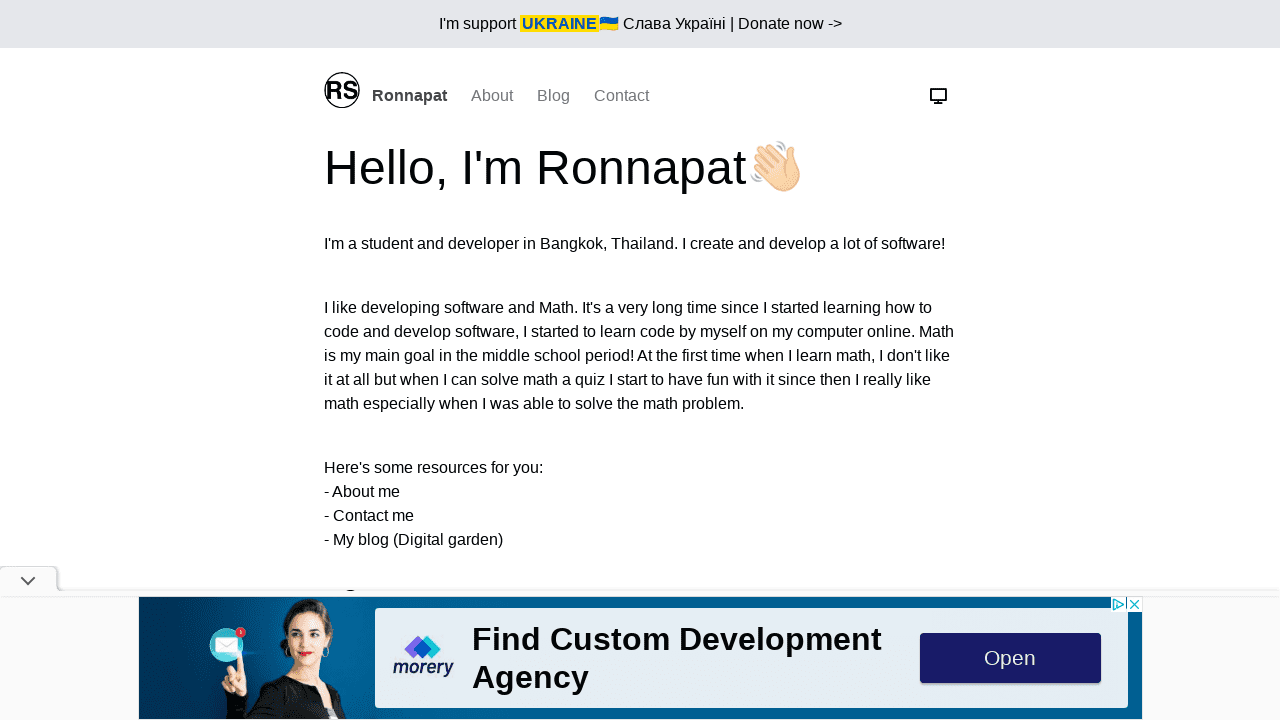 I'm support UKRAINE🇺🇦 Слава Україні | Donate now ->
RS Ronnapat About Blog Contact
Hello, I'm Ronnapat👋🏻
I'm a student and developer in Bangkok, Thailand. I create and develop a lot of software!
I like developing software and Math. It's a very long time since I started learning how to
code and develop software, I started to learn code by myself on my computer online. Math
is my main goal in the middle school period! At the first time when I learn math, I don't like
it at all but when I can solve math a quiz I start to have fun with it since then I really like
math especially when I was able to solve the math problem.
Here's some resources for you:
- About me
- Contact me
- My blog (Digital garden)
morery
Find Custom Development
Agency
Open